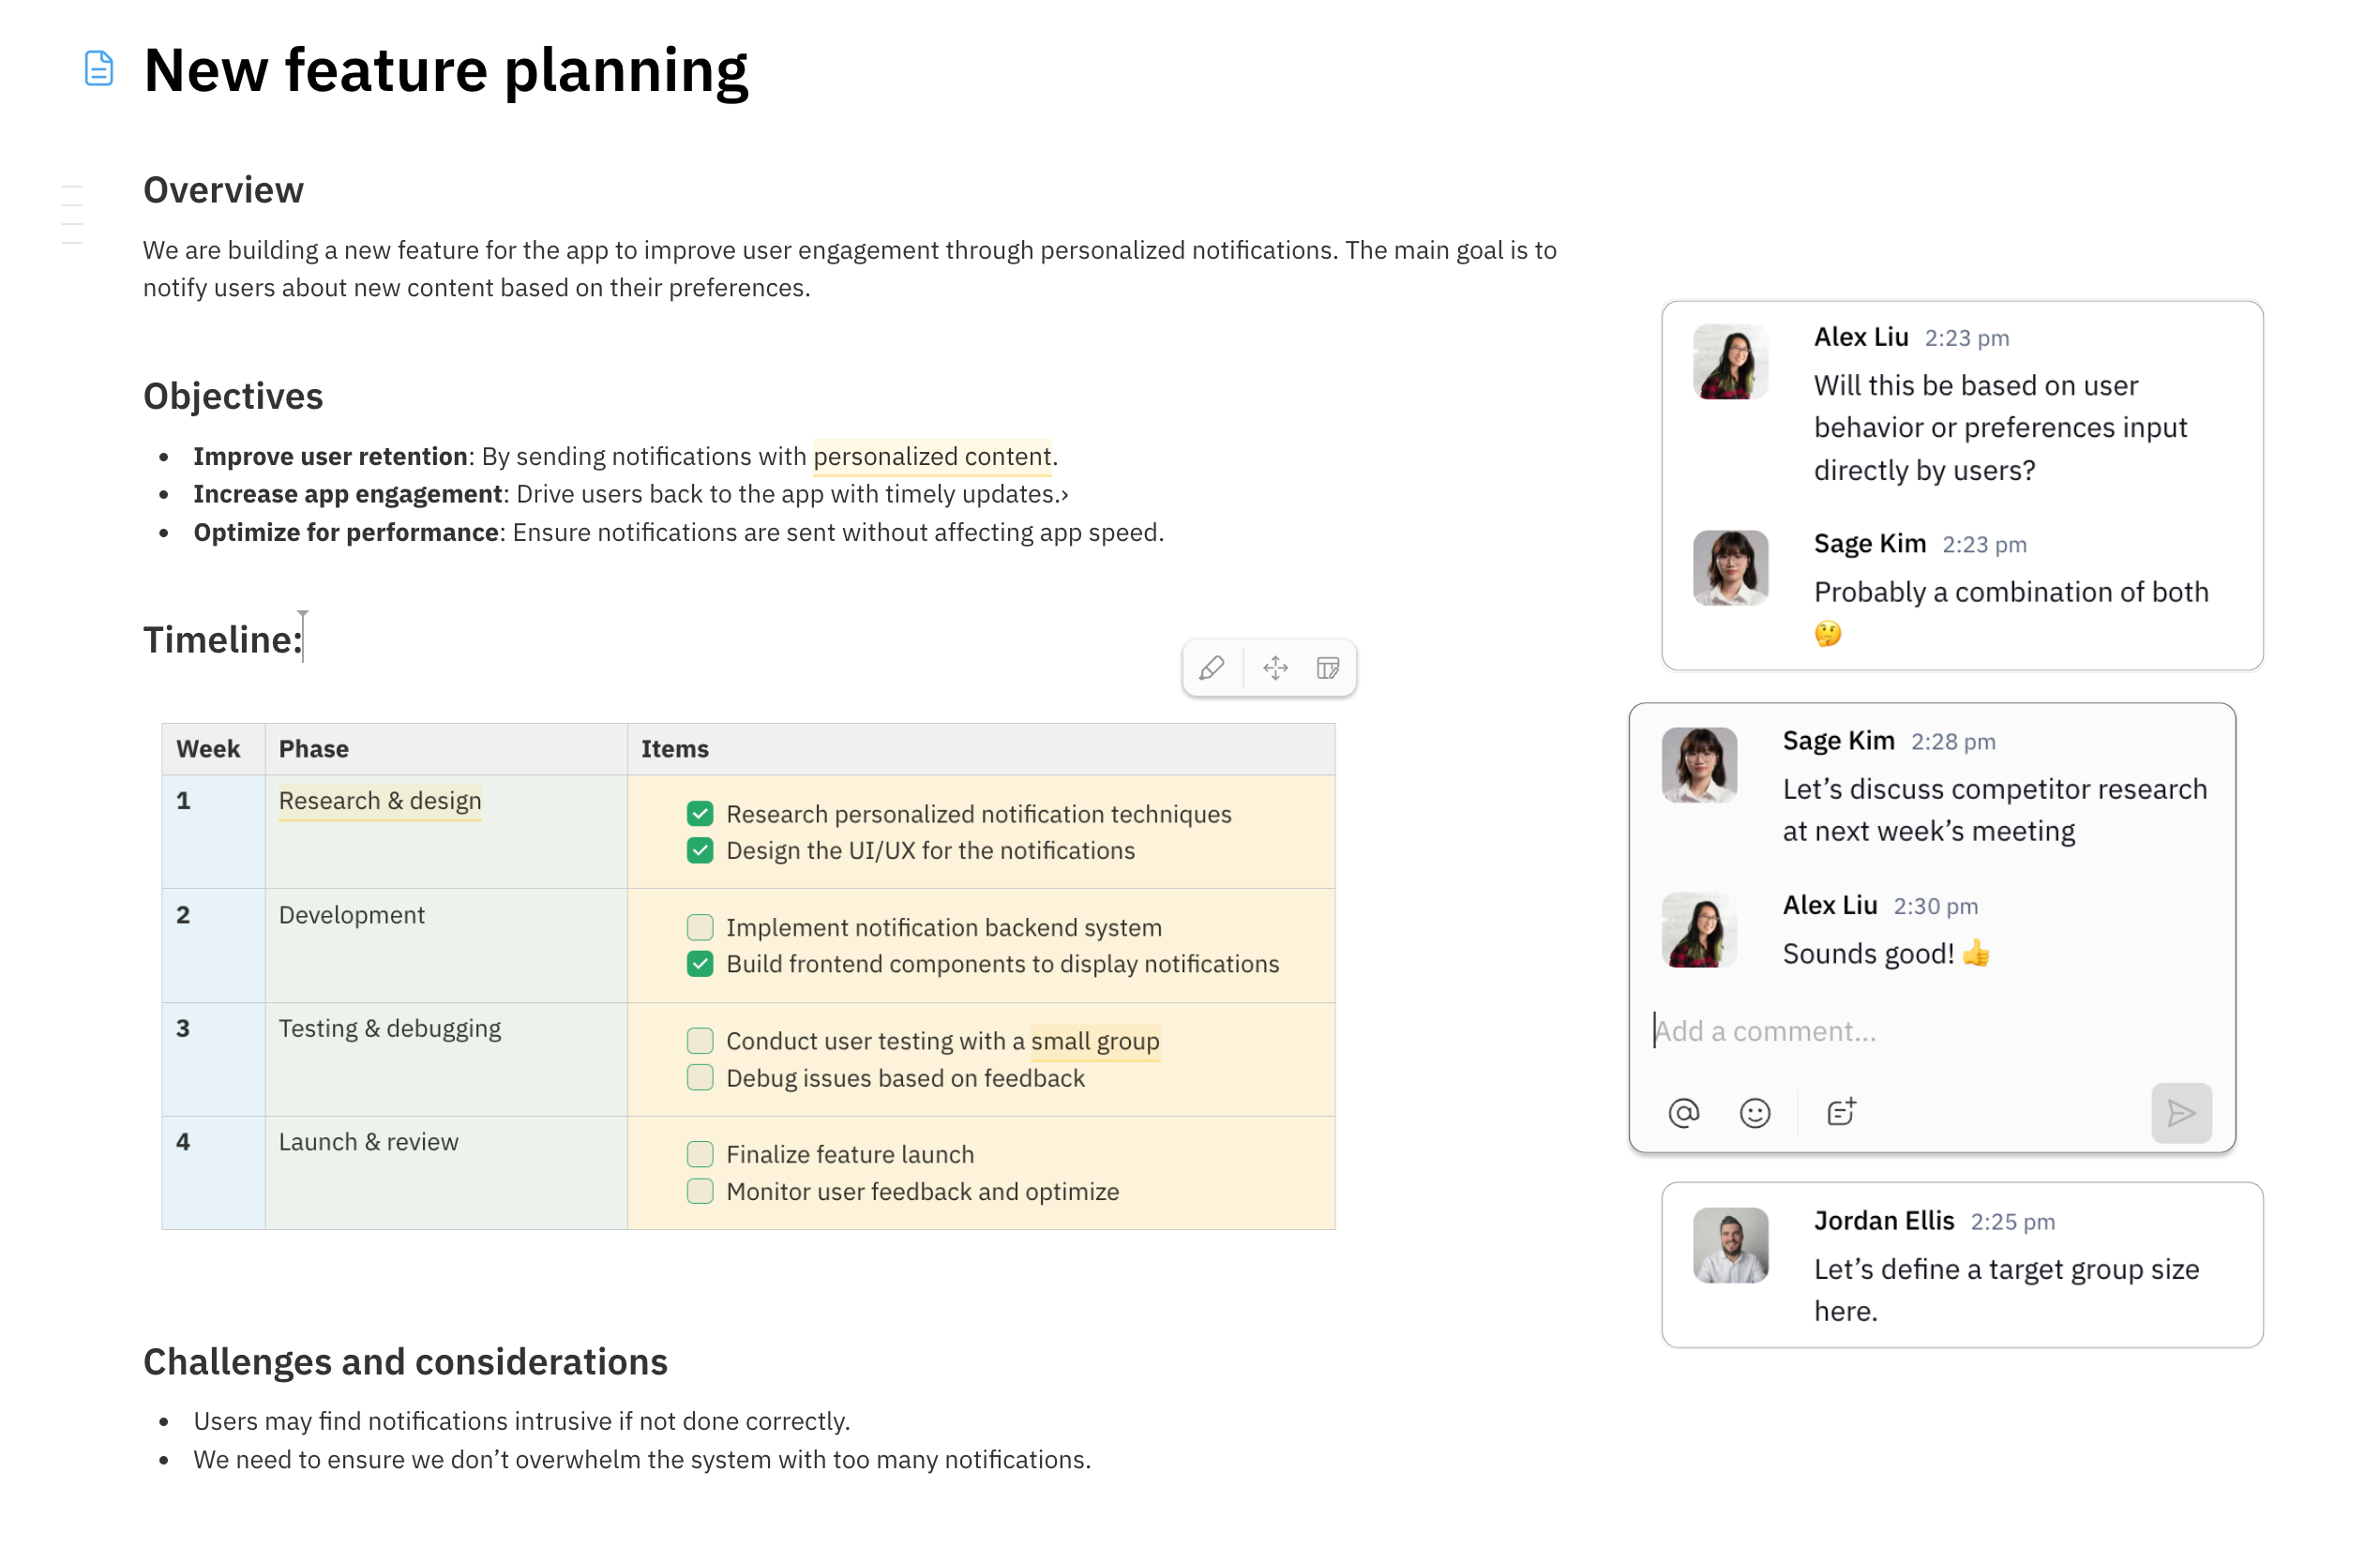 New feature planning
Overview
We are building a new feature for the app to improve user engagement through personalized notifications. The main goal is to
notify users about new content based on their preferences.
Objectives
• Improve user retention: By sending notifications with personalized content.
• Increase app engagement: Drive users back to the app with timely updates.›
• Optimize for performance: Ensure notifications are sent without affecting app speed.
Timeline:
Week Phase Items
1 Research & design
Research personalized notification techniques
Design the UI/UX for the notifications
2 Development
Implement notification backend system
Build frontend components to display notifications
3 Testing & debugging
Conduct user testing with a small group
Debug issues based on feedback
4 Launch & review
Finalize feature launch
Monitor user feedback and optimize
Challenges and considerations
• Users may find notifications intrusive if not done correctly.
• We need to ensure we don’t overwhelm the system with too many notifications.
Alex Liu 2:23 pm
Will this be based on user
behavior or preferences input
directly by users?
Sage Kim 2:23 pm
Probably a combination of both
🤔
Sage Kim 2:28 pm
Let’s discuss competitor research
at next week’s meeting
Alex Liu 2:30 pm
Sounds good! 👍
Add a comment...
Jordan Ellis 2:25 pm
Let’s define a target group size
here.